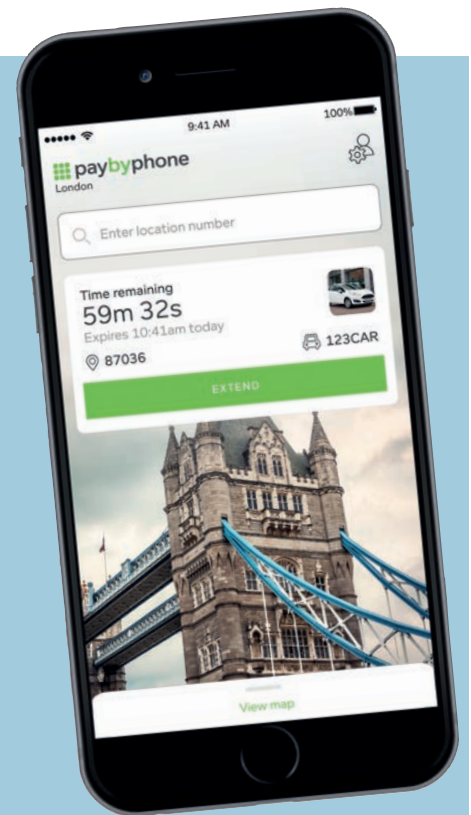 9:41 AM
100%
paybyphone
London
Enter location number
Time remaining
59m 32s
Expires 10:41am today
87036
123CAR
EXTEND
View map